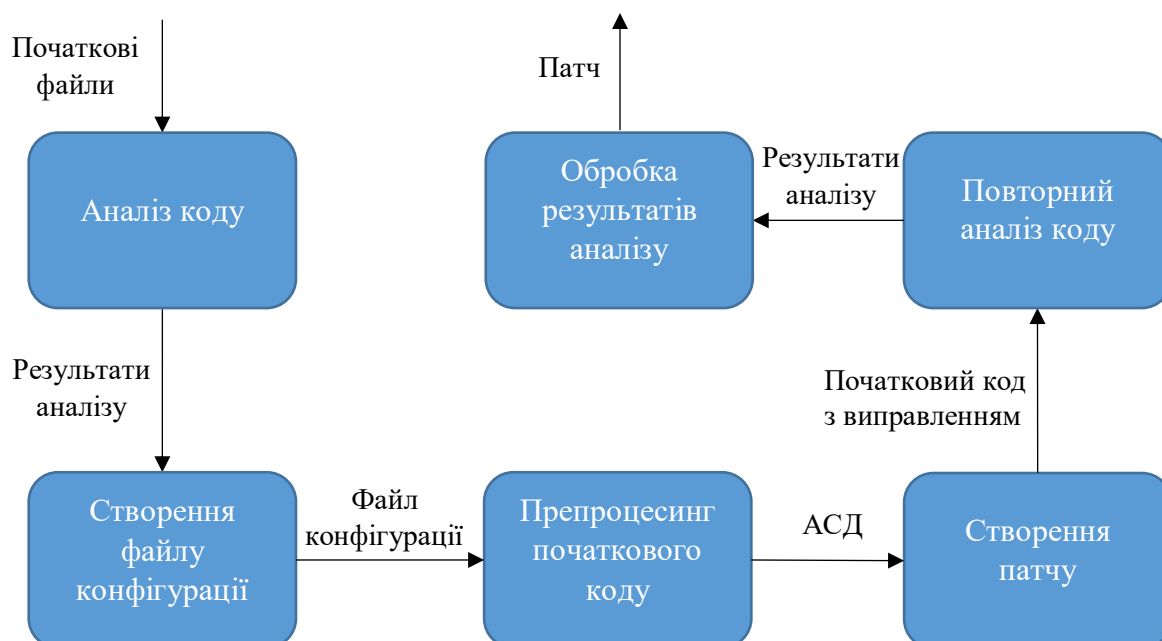 Початкові
файли
Патч
Аналіз коду
Обробка
результатів
аналізу
Результати
аналізу
Повторний
аналіз коду
Результати
аналізу
Початковий код
з виправленням
Створення
файлу
конфігурації
Файл
конфігурації
Препроцесинг
початкового
коду
АСД
Створення
патчу